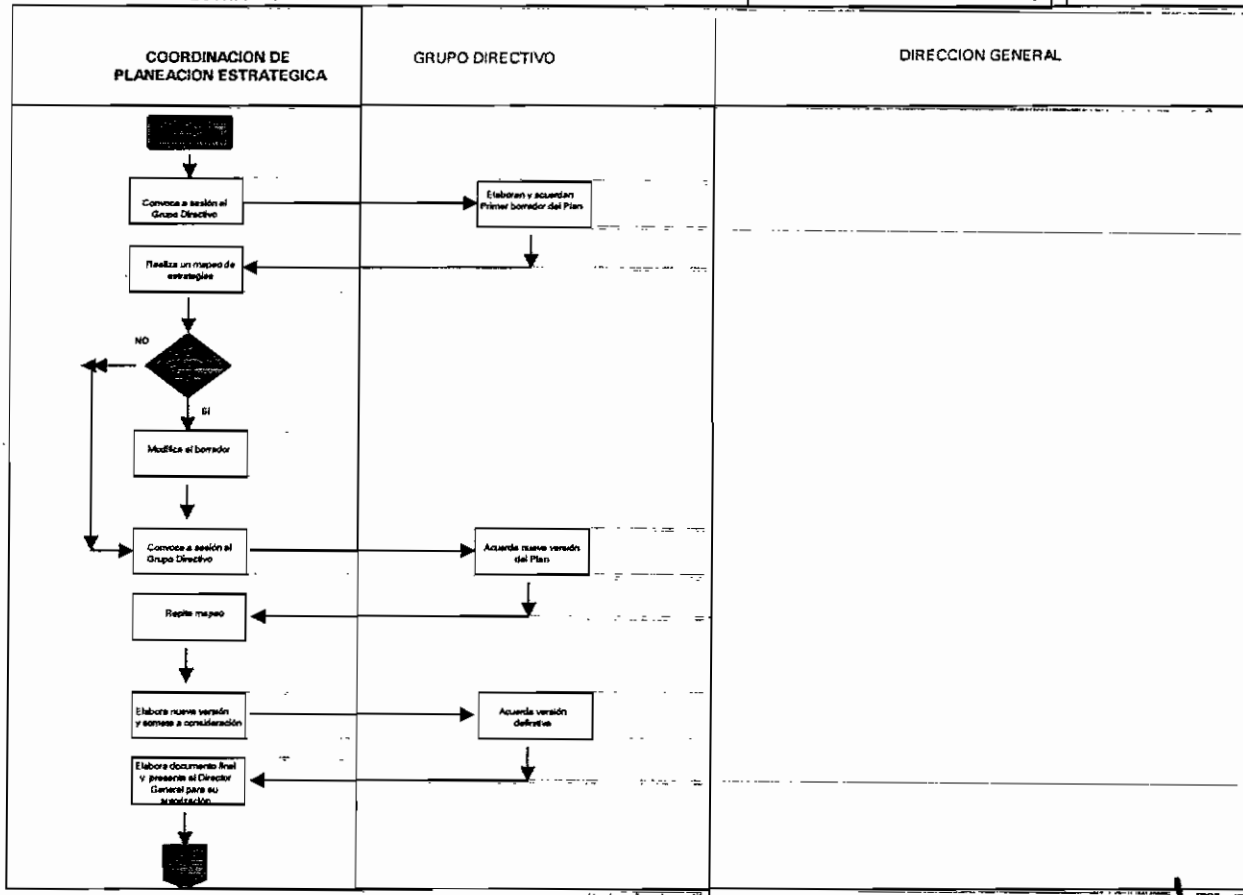 COORDINACION DE
PLANEACION ESTRATEGICA
GRUPO DIRECTIVO
DIRECCION GENERAL
Convoca a sesión al
Grupo Directivo
Elaboran y acuerdan
Primer borrador del Plan
Realiza un mapeo de
estrategias
NO
SI
Modifica el borrador
Convoca a sesión al
Grupo Directivo
Acuerda nueva versión
del Plan
Repite mapeo
Elabora nueva versión
y somete a consideración
Acuerda versión
definitiva
Elabora documento final
y presenta al Director
General para su
autorización